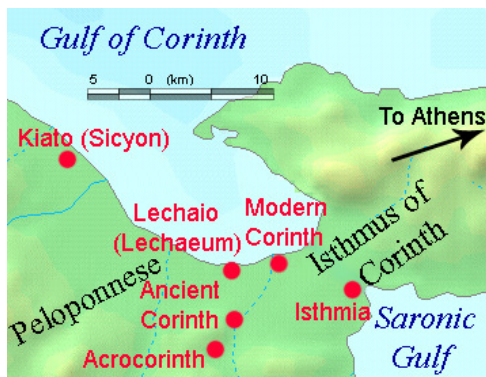 Gulf of Corinth
5 0 (km) 10
To Athens
Kiato (Sicyon)
Lechaio
(Lechaeum)
Modern
Corinth
Isthmus of
Corinth
Peloponnese
Ancient
Corinth
Isthmia
Acrocorinth
Saronic
Gulf